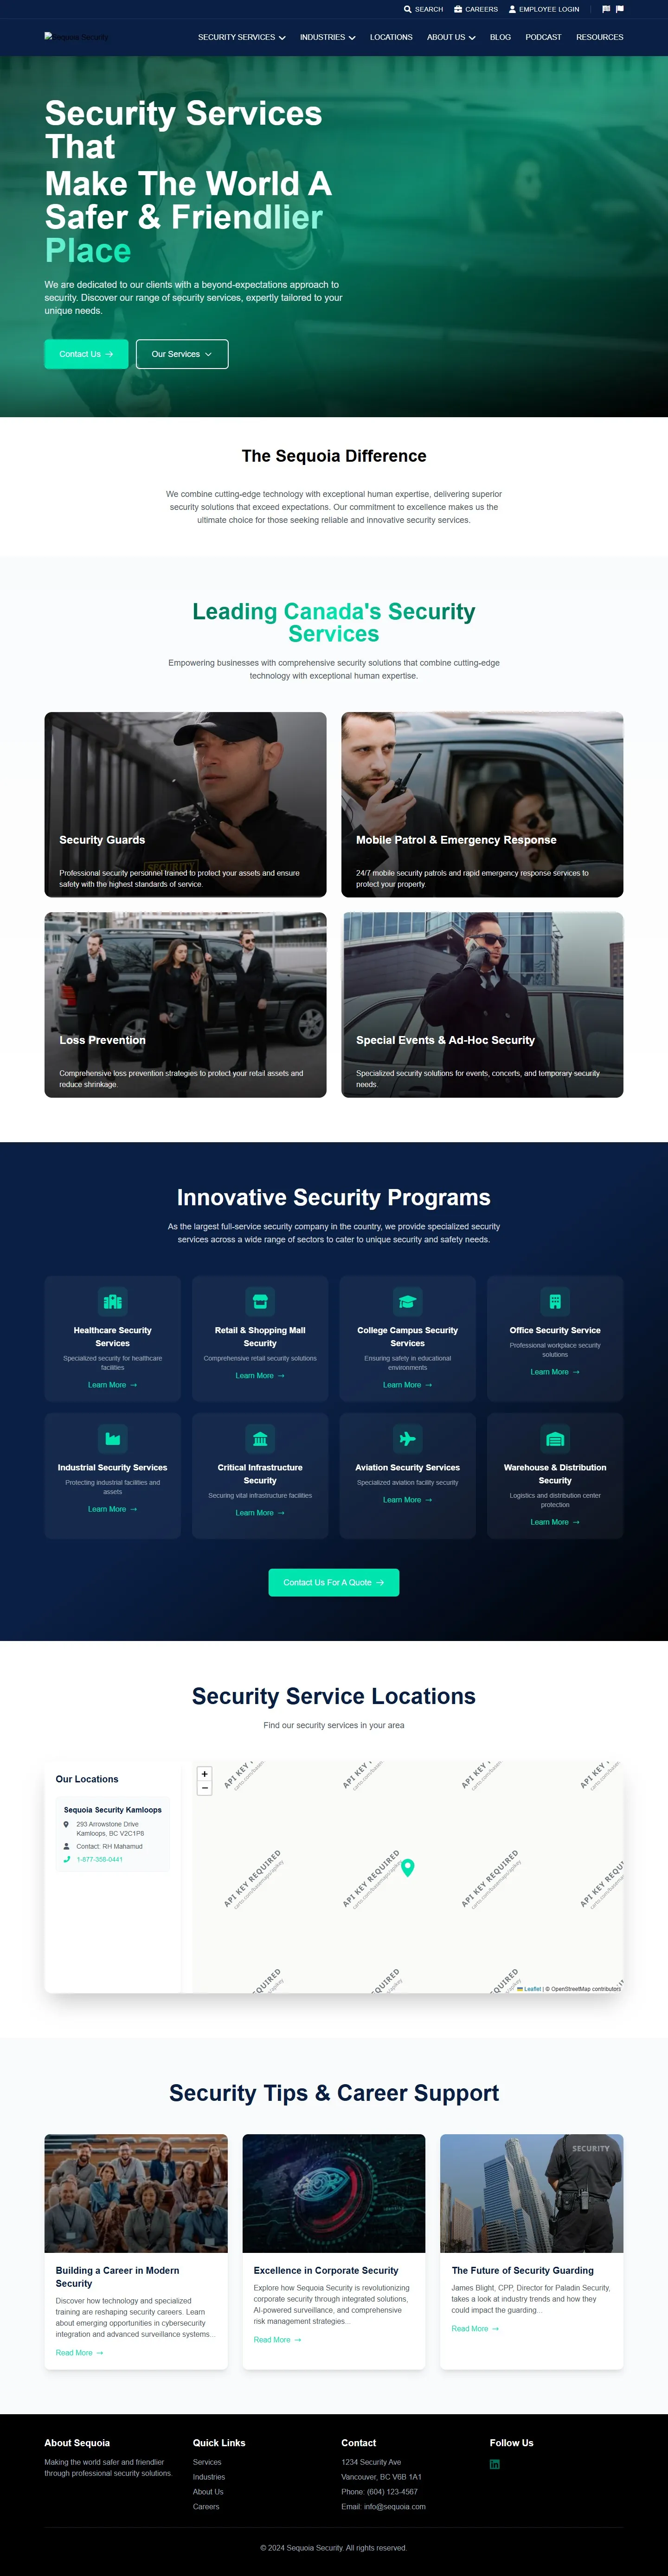 SEARCH CAREERS EMPLOYEE LOGIN
Sequoia Security
SECURITY SERVICES INDUSTRIES LOCATIONS ABOUT US BLOG PODCAST RESOURCES
Security Services
That
Make The World A
Safer & Friendlier
Place
We are dedicated to our clients with a beyond-expectations approach to
security. Discover our range of security services, expertly tailored to your
unique needs.
Contact Us
Our Services
The Sequoia Difference
We combine cutting-edge technology with exceptional human expertise, delivering superior
security solutions that exceed expectations. Our commitment to excellence makes us the
ultimate choice for those seeking reliable and innovative security services.
Leading Canada's Security
Services
Empowering businesses with comprehensive security solutions that combine cutting-edge
technology with exceptional human expertise.
Security Guards
SECURITY OFFICER
Professional security personnel trained to protect your assets and ensure
safety with the highest standards of service.
Mobile Patrol & Emergency Response
24/7 mobile security patrols and rapid emergency response services to
protect your property.
Loss Prevention
Comprehensive loss prevention strategies to protect your retail assets and
reduce shrinkage.
Special Events & Ad-Hoc Security
Specialized security solutions for events, concerts, and temporary security
needs.
Innovative Security Programs
As the largest full-service security company in the country, we provide specialized security
services across a wide range of sectors to cater to unique security and safety needs.
Healthcare Security
Services
Specialized security for healthcare
facilities
Learn More
Retail & Shopping Mall
Security
Comprehensive retail security solutions
Learn More
College Campus Security
Services
Ensuring safety in educational
environments
Learn More
Office Security Service
Professional workplace security
solutions
Learn More
Industrial Security Services
Protecting industrial facilities and
assets
Learn More
Critical Infrastructure
Security
Securing vital infrastructure facilities
Learn More
Aviation Security Services
Specialized aviation facility security
Learn More
Warehouse & Distribution
Security
Logistics and distribution center
protection
Learn More
Contact Us For A Quote
Security Service Locations
Find our security services in your area
Our Locations
Sequoia Security Kamloops
293 Arrowstone Drive
Kamloops, BC V2C1P8
Contact: RH Mahamud
1-877-358-0441
+
−
API KEY REQUIRED
carto.com/basemaps/apikey
API KEY REQUIRED
carto.com/basemaps/apikey
API KEY REQUIRED
carto.com/basemaps/apikey
Leaflet | © OpenStreetMap contributors
Security Tips & Career Support
Building a Career in Modern
Security
Discover how technology and specialized
training are reshaping security careers. Learn
about emerging opportunities in cybersecurity
integration and advanced surveillance systems...
Read More
Excellence in Corporate Security
Explore how Sequoia Security is revolutionizing
corporate security through integrated solutions,
AI-powered surveillance, and comprehensive
risk management strategies...
Read More
SECURITY
The Future of Security Guarding
James Blight, CPP, Director for Paladin Security,
takes a look at industry trends and how they
could impact the guarding...
Read More
About Sequoia
Making the world safer and friendlier
through professional security solutions.
Quick Links
Services
Industries
About Us
Careers
Contact
1234 Security Ave
Vancouver, BC V6B 1A1
Phone: (604) 123-4567
Email: info@sequoia.com
Follow Us
© 2024 Sequoia Security. All rights reserved.